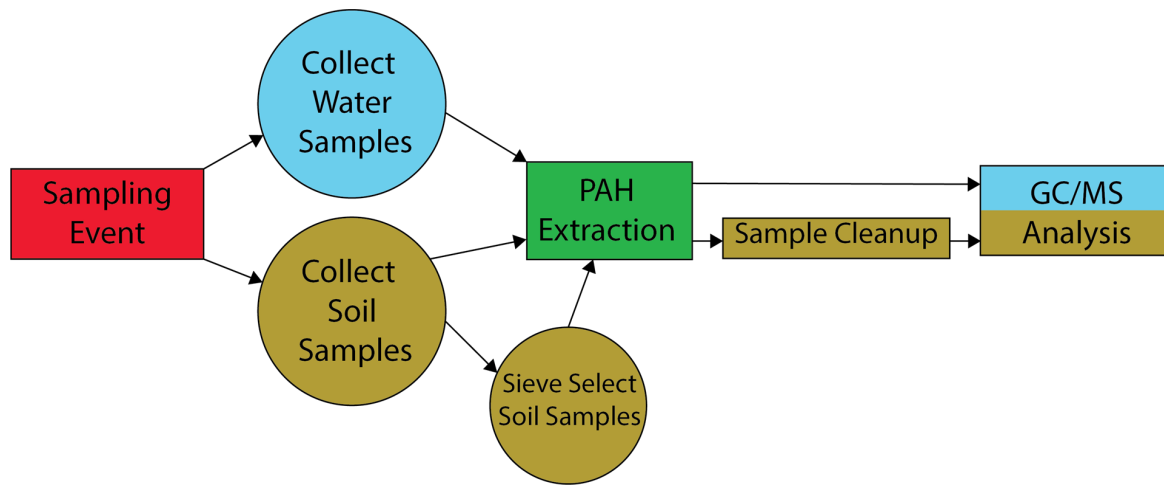 Sampling
Event
Collect
Water
Samples
Collect
Soil
Samples
Sieve Select
Soil Samples
PAH
Extraction
Sample Cleanup
GC/MS
Analysis